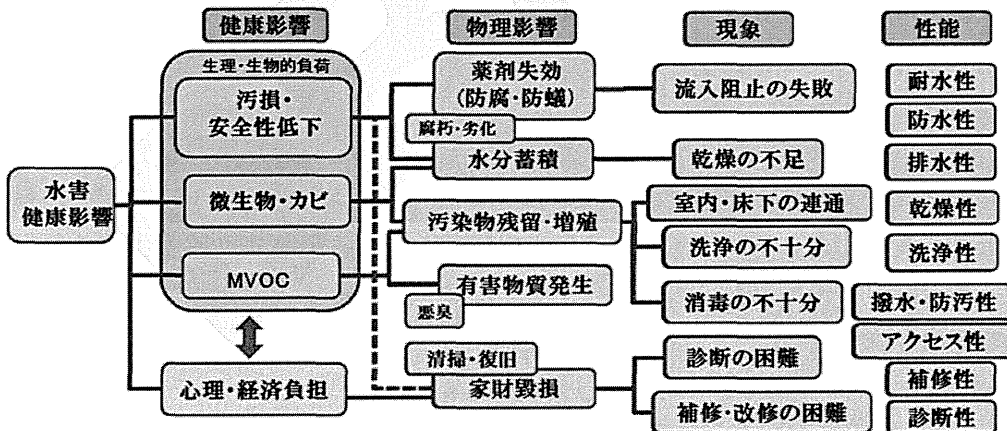 健康影響
物理影響
現象
性能
水害
健康影響
生理・生物的負荷
汚損・
安全性低下
微生物・カビ
MVOC
心理・経済負担
薬剤失効
(防腐・防蟻)
腐朽・劣化
水分蓄積
汚染物残留・増殖
有害物質発生
悪臭
清掃・復旧
家財毀損
流入阻止の失敗
乾燥の不足
室内・床下の連通
洗浄の不十分
消毒の不十分
診断の困難
補修・改修の困難
耐水性
防水性
排水性
乾燥性
洗浄性
撥水・防汚性
アクセス性
補修性
診断性